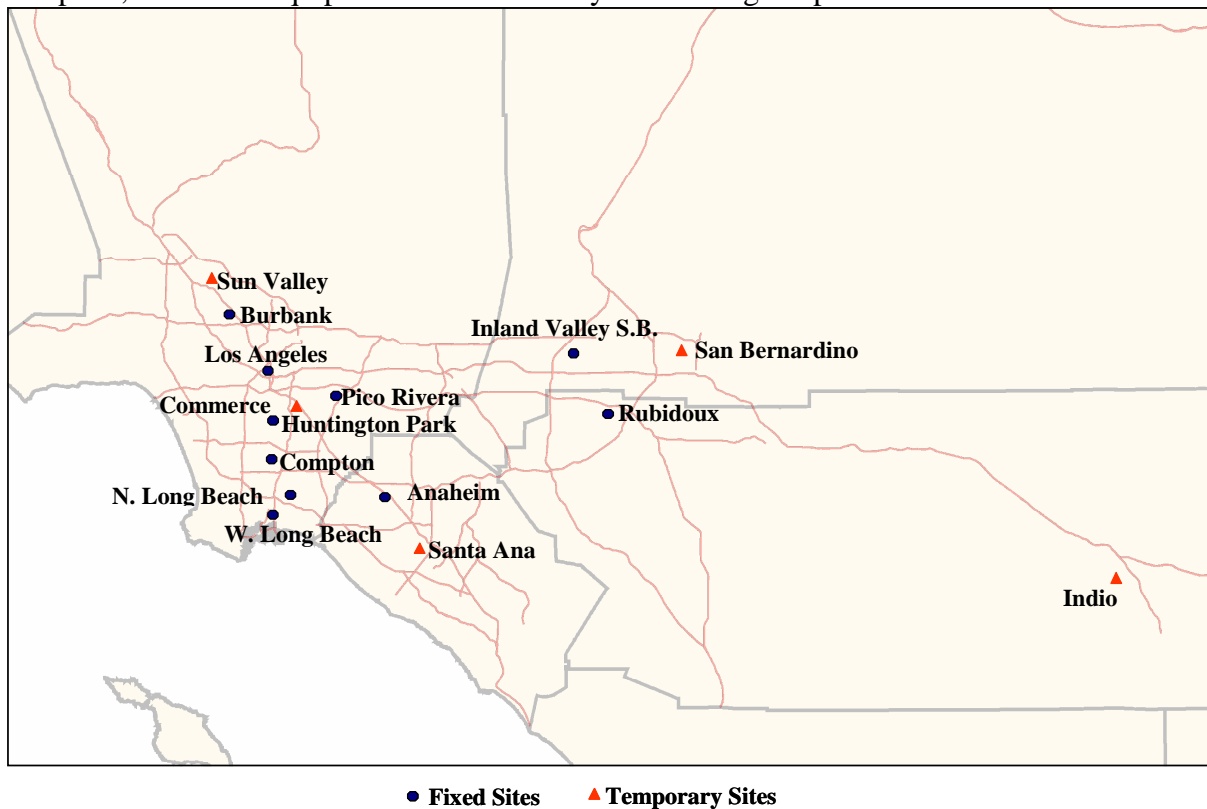 Sun Valley
Burbank
Inland Valley S.B.
San Bernardino
Los Angeles
Pico Rivera
Commerce
Rubidoux
Huntington Park
Compton
N. Long Beach
Anaheim
W. Long Beach
Santa Ana
Indio
Fixed Sites
Temporary Sites